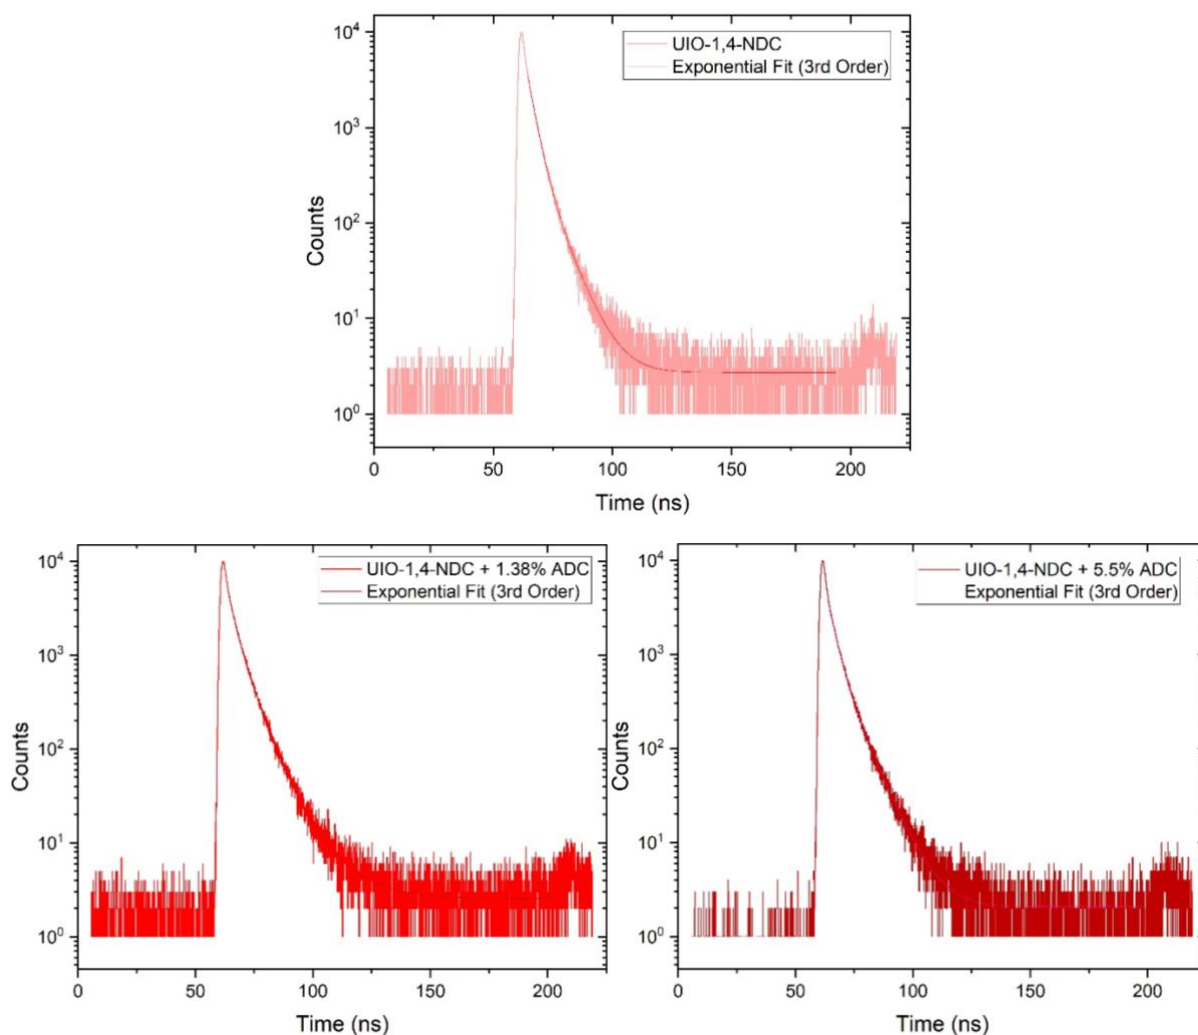 UIO-1,4-NDC
Exponential Fit (3rd Order)
10⁴
10³
10²
10¹
10⁰
Counts
0
50
100
150
200
Time (ns)
UIO-1,4-NDC + 1.38% ADC
Exponential Fit (3rd Order)
10⁴
10³
10²
10¹
10⁰
Counts
0
50
100
150
200
Time (ns)
UIO-1,4-NDC + 5.5% ADC
Exponential Fit (3rd Order)
10⁴
10³
10²
10¹
10⁰
Counts
0
50
100
150
200
Time (ns)